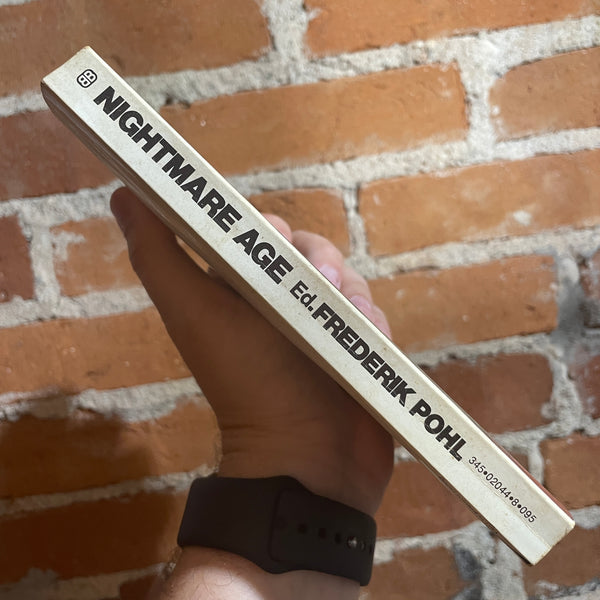 BB NIGHTMARE AGE Ed. FREDERIK POHL 345•02044•8•095